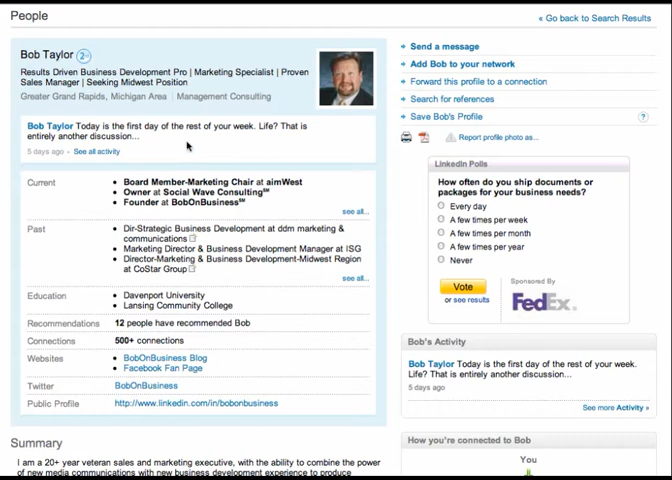 People
« Go back to Search Results
Bob Taylor 2nd
Results Driven Business Development Pro | Marketing Specialist | Proven
Sales Manager | Seeking Midwest Position
Greater Grand Rapids, Michigan Area | Management Consulting
Bob Taylor Today is the first day of the rest of your week. Life? That is
entirely another discussion...
5 days ago • See all activity
Current
• Board Member-Marketing Chair at aimWest
• Owner at Social Wave Consulting℠
• Founder at BobOnBusiness℠
see all...
Past
• Dir-Strategic Business Development at ddm marketing &
communications
• Marketing Director & Business Development Manager at ISG
• Director-Marketing & Business Development-Midwest Region
at CoStar Group
see all...
Education
• Davenport University
• Lansing Community College
Recommendations 12 people have recommended Bob
Connections 500+ connections
Websites
• BobOnBusiness Blog
• Facebook Fan Page
Twitter BobOnBusiness
Public Profile http://www.linkedin.com/in/bobonbusiness
Summary
I am a 20+ year veteran sales and marketing executive, with the ability to combine the power
of new media communications with new business development experience to produce
Send a message
Add Bob to your network
Forward this profile to a connection
Search for references
Save Bob's Profile ?
Report profile photo as...
LinkedIn Polls
How often do you ship documents or
packages for your business needs?
Every day
A few times per week
A few times per month
A few times per year
Never
Vote
or see results
Sponsored By
FedEx
Bob's Activity
Bob Taylor Today is the first day of the rest of your week.
Life? That is entirely another discussion...
5 days ago
See more Activity »
How you're connected to Bob
You